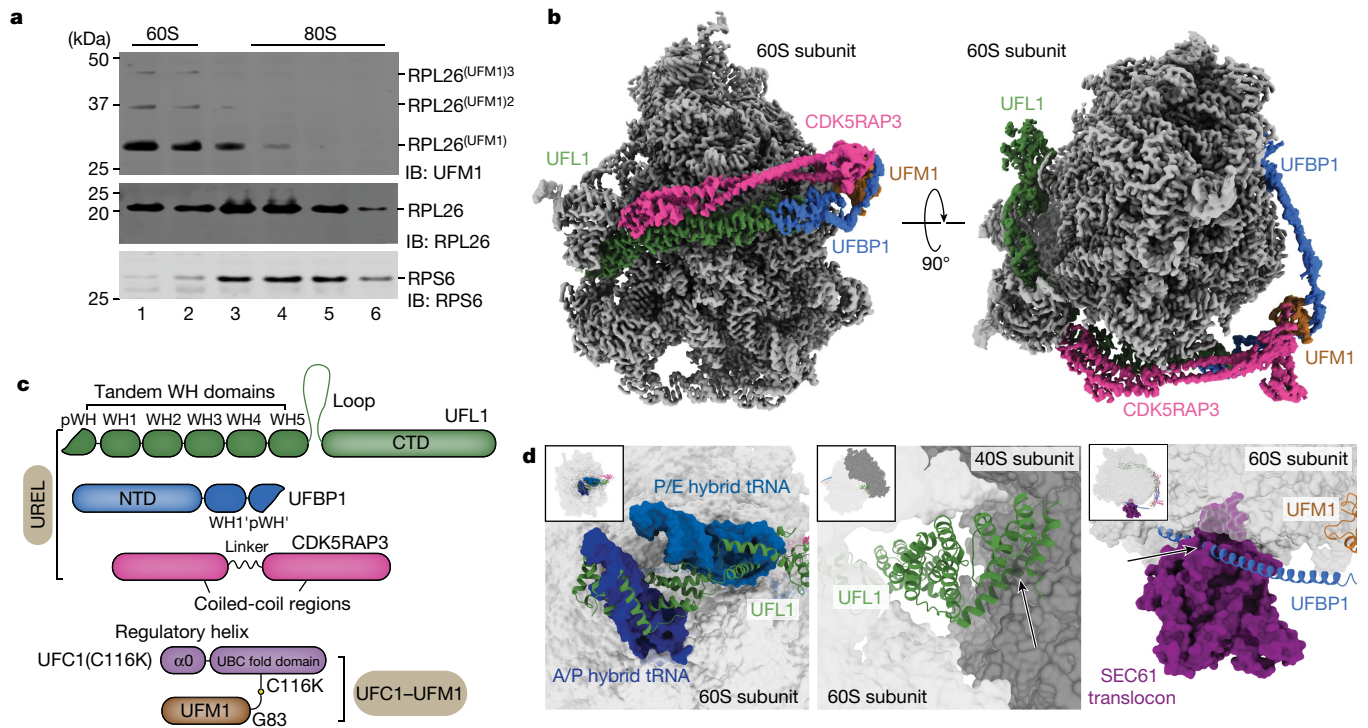 a
(kDa)
60S
80S
50
37
25
25
20
25
RPL26(UFM1)3
RPL26(UFM1)2
RPL26(UFM1)
IB: UFM1
RPL26
IB: RPL26
RPS6
IB: RPS6
1 2 3 4 5 6
b
60S subunit
CDK5RAP3
UFL1
UFM1
UFBP1
90°
60S subunit
UFL1
UFBP1
UFM1
CDK5RAP3
c
Tandem WH domains
Loop
pWH WH1 WH2 WH3 WH4 WH5
UFL1
CTD
UREL
NTD
UFBP1
WH1'pWH'
Linker
CDK5RAP3
Coiled-coil regions
Regulatory helix
UFC1(C116K)
α0
UBC fold domain
C116K
UFM1
G83
UFC1–UFM1
d
P/E hybrid tRNA
UFL1
A/P hybrid tRNA
60S subunit
40S subunit
UFL1
60S subunit
60S subunit
UFM1
UFBP1
SEC61
translocon